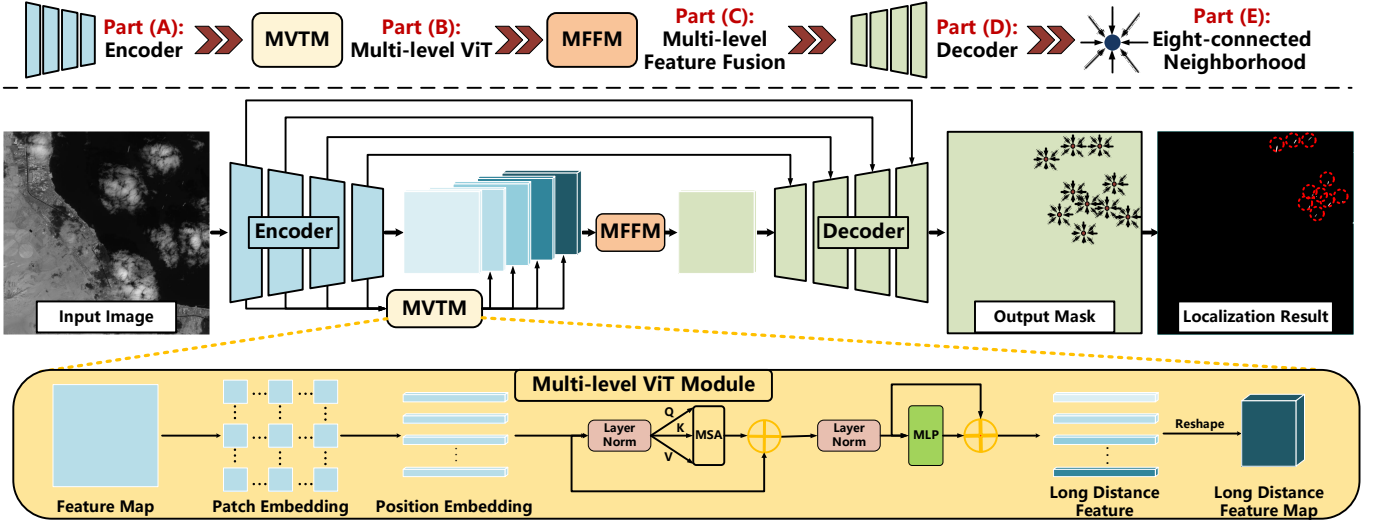 Part (A):
Encoder
MVTM
Part (B):
Multi-level ViT
MFFM
Part (C):
Multi-level
Feature Fusion
Part (D):
Decoder
Part (E):
Eight-connected
Neighborhood
Input Image
Encoder
MVTM
MFFM
Decoder
Output Mask
Localization Result
Multi-level ViT Module
Feature Map
Patch Embedding
Position Embedding
Layer
Norm
Q
K
V
MSA
Layer
Norm
MLP
Long Distance
Feature
Reshape
Long Distance
Feature Map